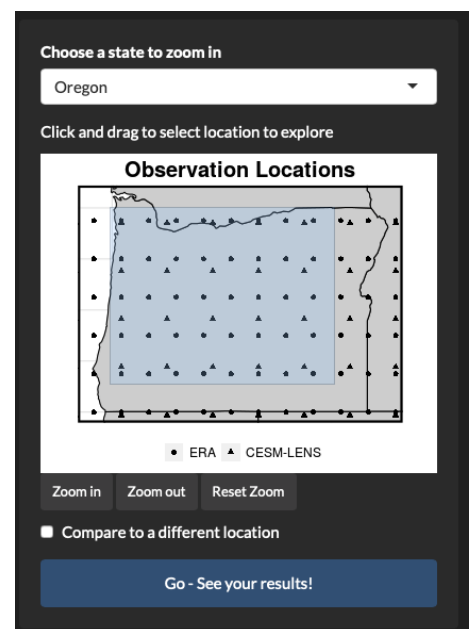 Choose a state to zoom in
Oregon
Click and drag to select location to explore
Observation Locations
ERA CESM-LENS
Zoom in Zoom out Reset Zoom
Compare to a different location
Go - See your results!